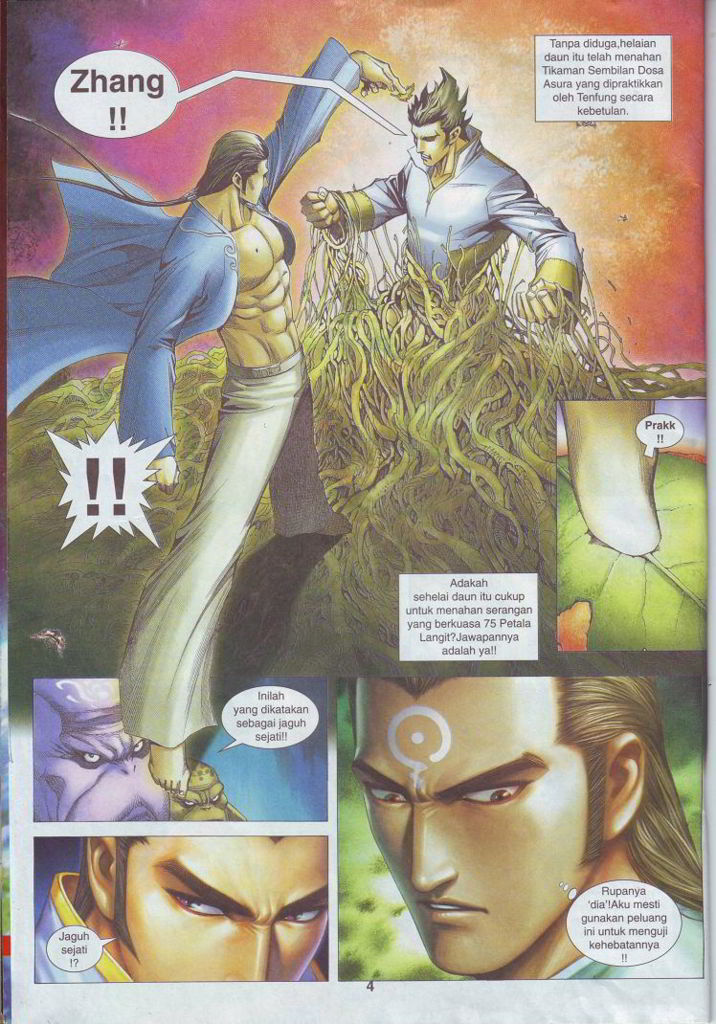 Zhang
!!
Tanpa diduga,helaian
daun itu telah menahan
Tikaman Sembilan Dosa
Asura yang dipraktikkan
oleh Tenfung secara
kebetulan.
!!
Prakk
!!
Adakah
sehelai daun itu cukup
untuk menahan serangan
yang berkuasa 75 Petala
Langit?Jawapannya
adalah ya!!
Inilah
yang dikatakan
sebagai jaguh
sejati!!
Jaguh
sejati
!?
Rupanya
'dia'!Aku mesti
gunakan peluang
ini untuk menguji
kehebatannya
!!
4